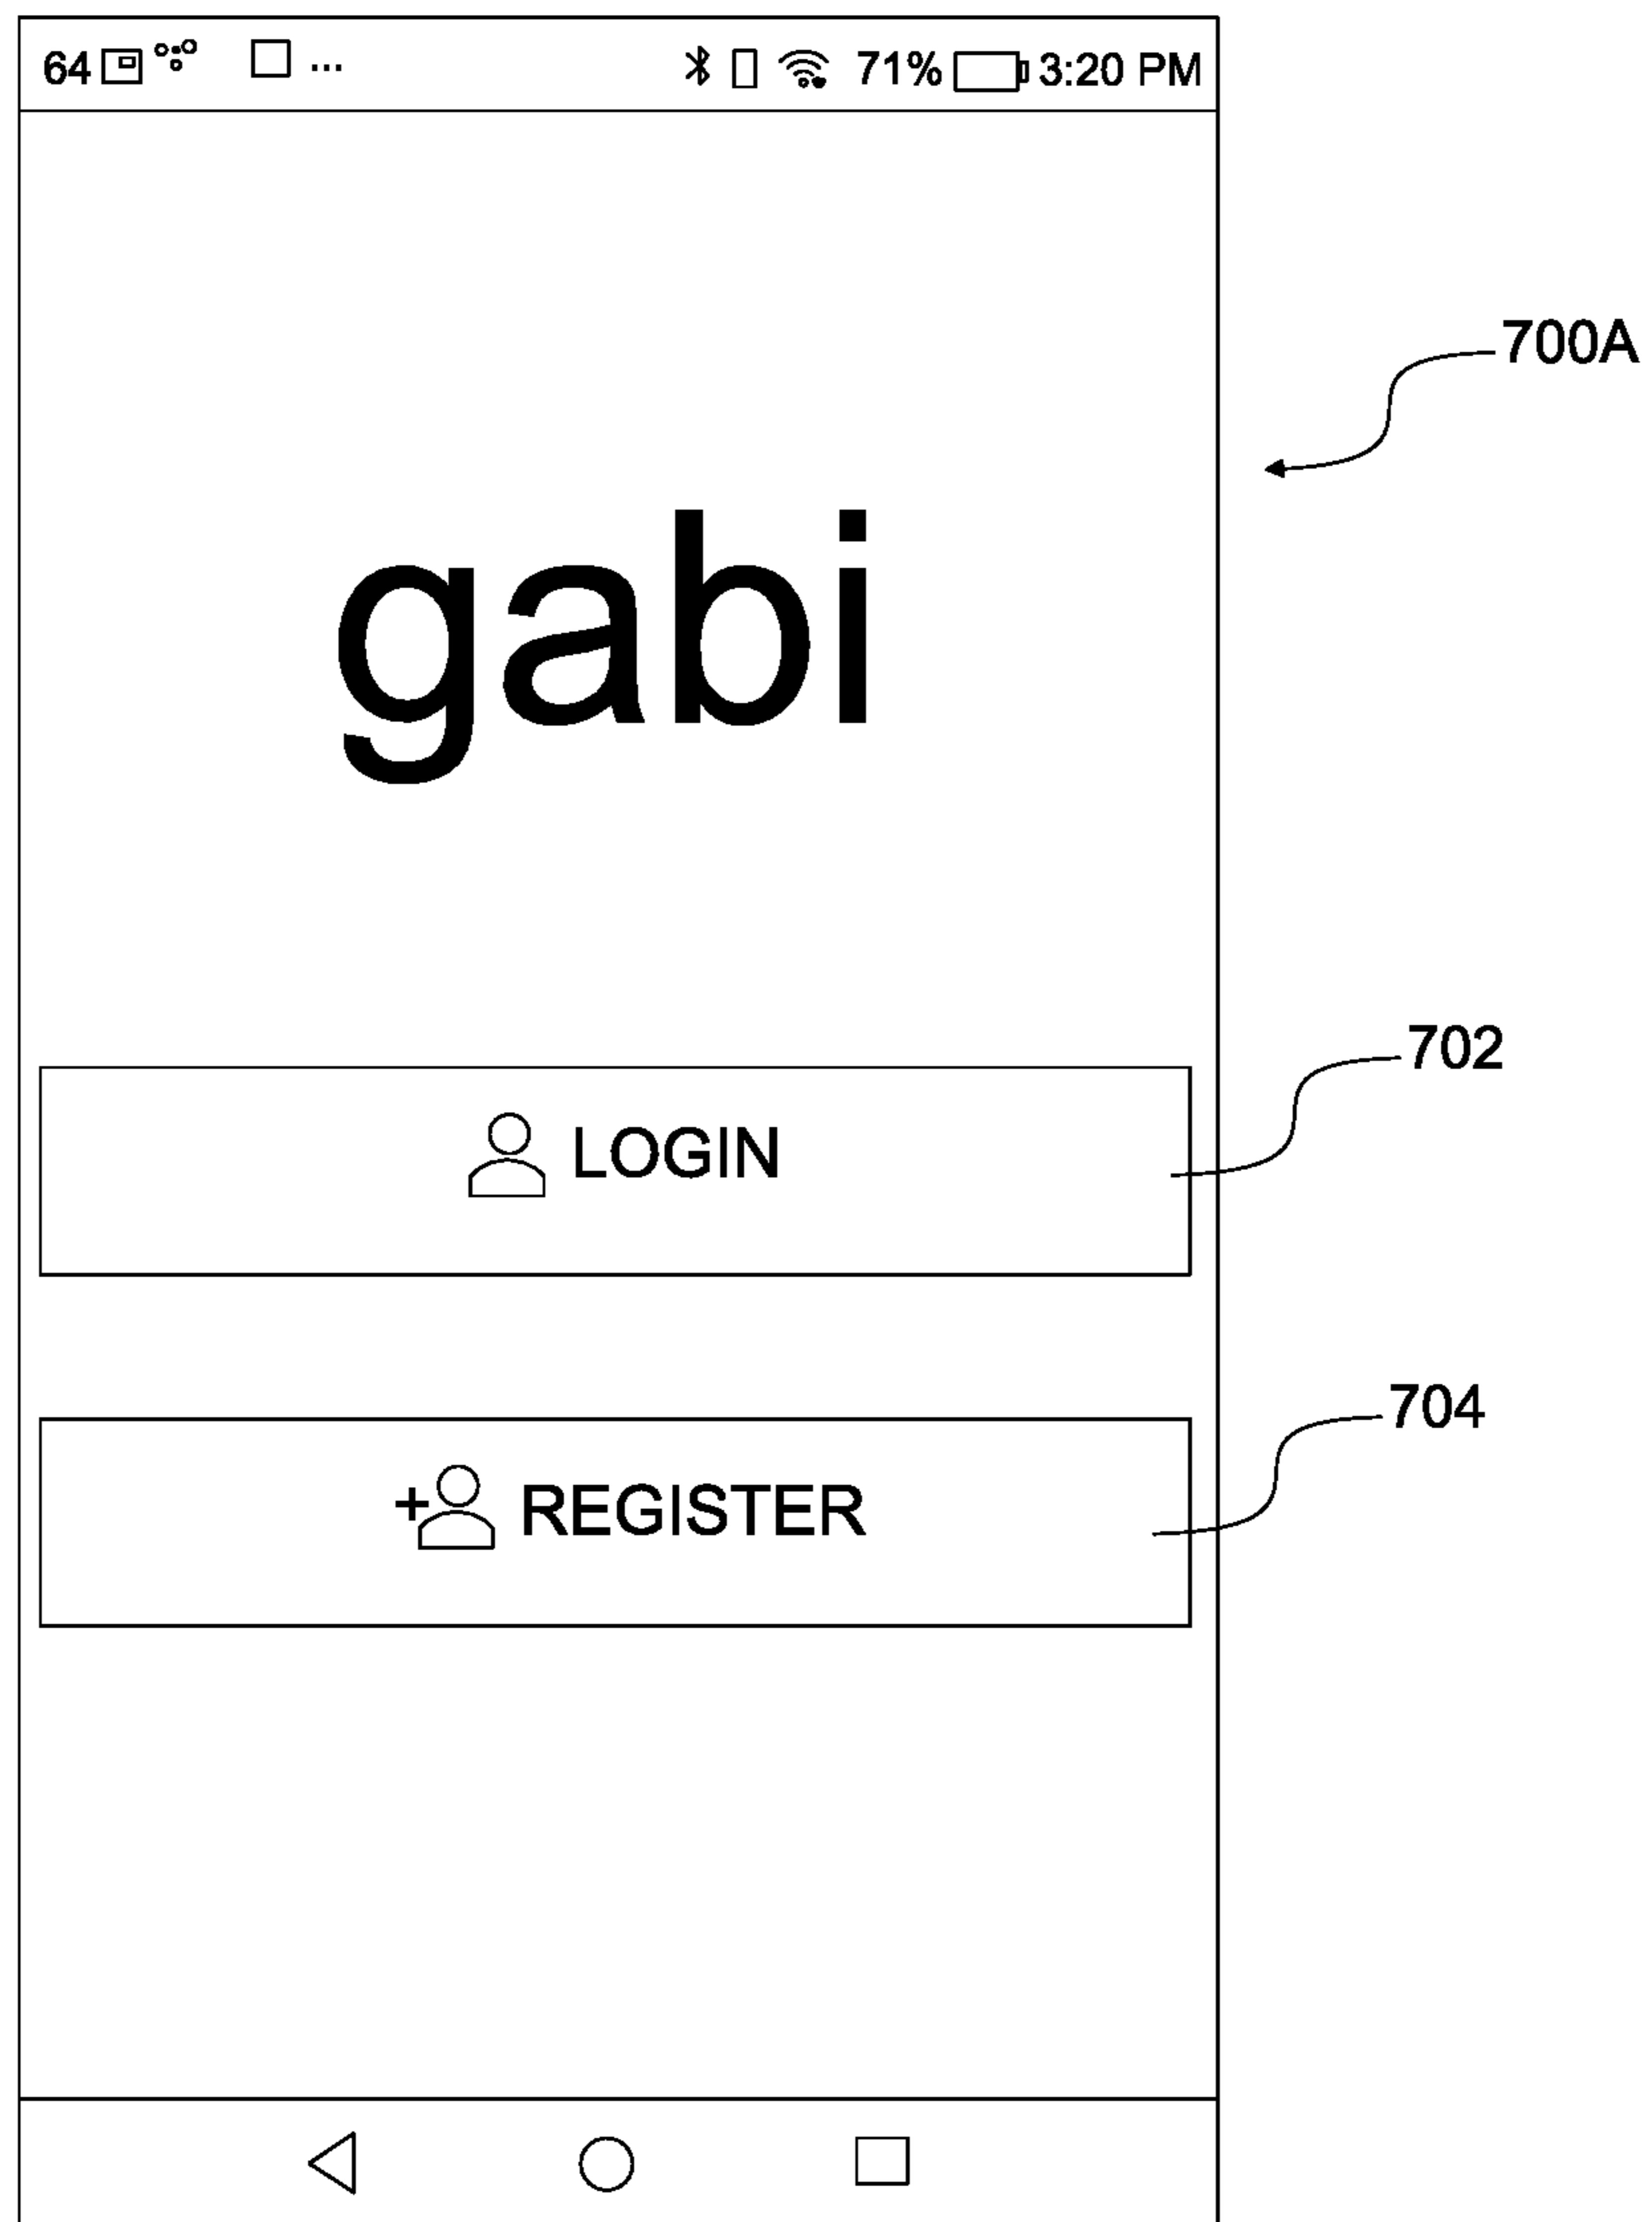 64 ... 71% 3:20 PM
700A
gabi
702
LOGIN
704
REGISTER